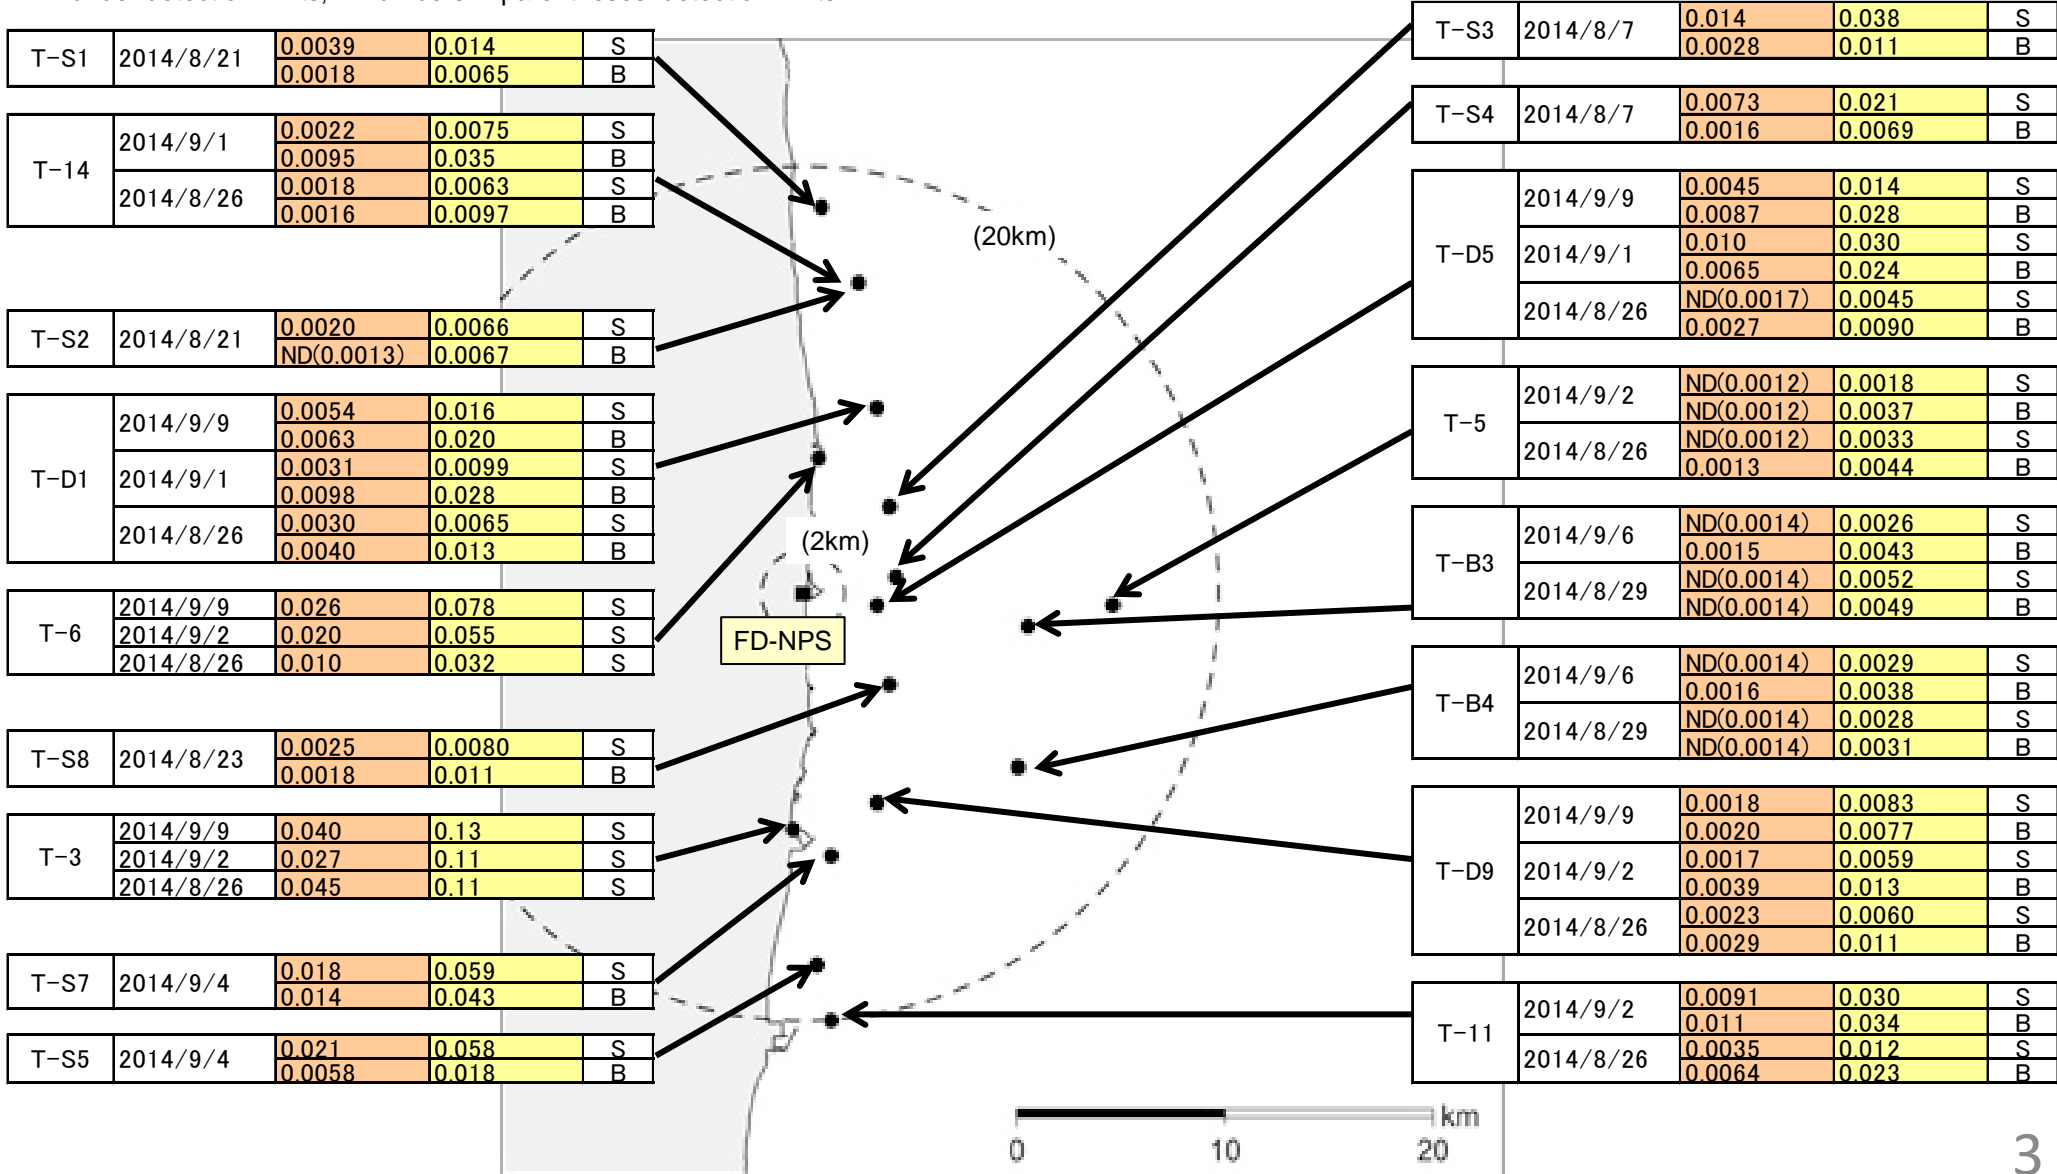 T-S1 2014/8/21 0.0039 0.014 S
0.0018 0.0065 B
T-14 2014/9/1 0.0022 0.0075 S
0.0095 0.035 B
2014/8/26 0.0018 0.0063 S
0.0016 0.0097 B
T-S2 2014/8/21 0.0020 0.0066 S
ND(0.0013) 0.0067 B
T-D1 2014/9/9 0.0054 0.016 S
0.0063 0.020 B
2014/9/1 0.0031 0.0099 S
0.0098 0.028 B
2014/8/26 0.0030 0.0065 S
0.0040 0.013 B
T-6 2014/9/9 0.026 0.078 S
2014/9/2 0.020 0.055 S
2014/8/26 0.010 0.032 S
T-S8 2014/8/23 0.0025 0.0080 S
0.0018 0.011 B
T-3 2014/9/9 0.040 0.13 S
2014/9/2 0.027 0.11 S
2014/8/26 0.045 0.11 S
T-S7 2014/9/4 0.018 0.059 S
0.014 0.043 B
T-S5 2014/9/4 0.021 0.058 S
0.0058 0.018 B
(20km)
(2km)
FD-NPS
T-S3 2014/8/7 0.014 0.038 S
0.0028 0.011 B
T-S4 2014/8/7 0.0073 0.021 S
0.0016 0.0069 B
T-D5 2014/9/9 0.0045 0.014 S
0.0087 0.028 B
2014/9/1 0.010 0.030 S
0.0065 0.024 B
2014/8/26 ND(0.0017) 0.0045 S
0.0027 0.0090 B
T-5 2014/9/2 ND(0.0012) 0.0018 S
ND(0.0012) 0.0037 B
2014/8/26 ND(0.0012) 0.0033 S
0.0013 0.0044 B
T-B3 2014/9/6 ND(0.0014) 0.0026 S
0.0015 0.0043 B
2014/8/29 ND(0.0014) 0.0052 S
ND(0.0014) 0.0049 B
T-B4 2014/9/6 ND(0.0014) 0.0029 S
0.0016 0.0038 B
2014/8/29 ND(0.0014) 0.0028 S
ND(0.0014) 0.0031 B
T-D9 2014/9/9 0.0018 0.0083 S
0.0020 0.0077 B
2014/9/2 0.0017 0.0059 S
0.0039 0.013 B
2014/8/26 0.0023 0.0060 S
0.0029 0.011 B
T-11 2014/9/2 0.0091 0.030 S
0.011 0.034 B
2014/8/26 0.0035 0.012 S
0.0064 0.023 B
km
0 10 20
3